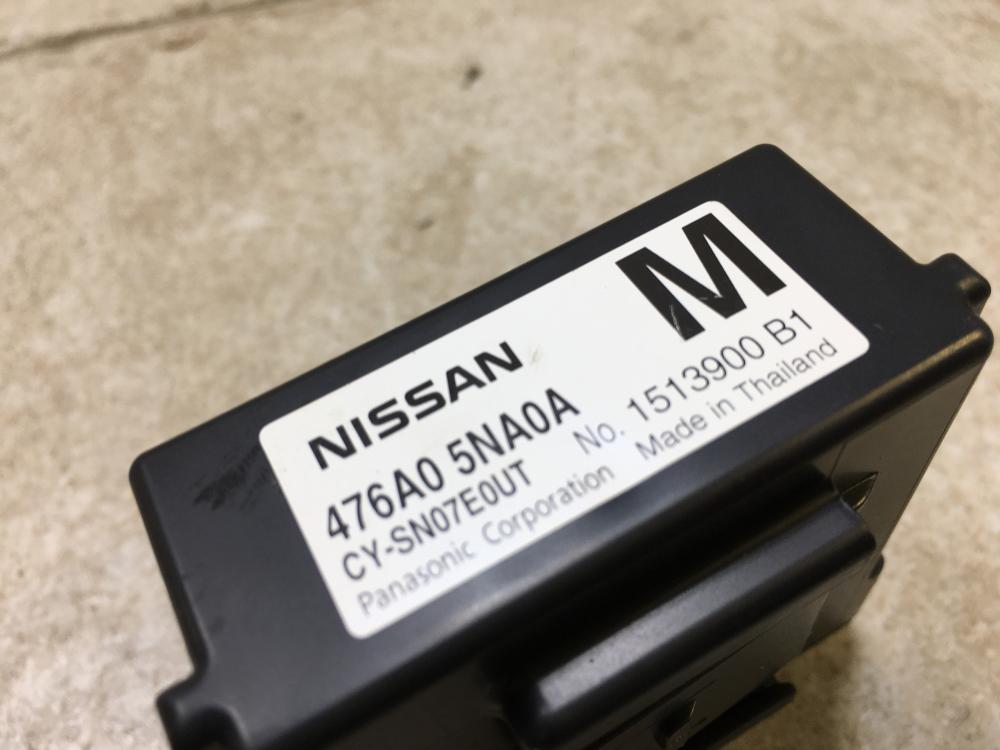 M
NISSAN
476A0 5NA0A
CY-SN07E0UT No. 1513900 B1
Panasonic Corporation Made in Thailand